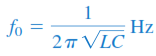 f₀ = 1 / (2π √LC) Hz